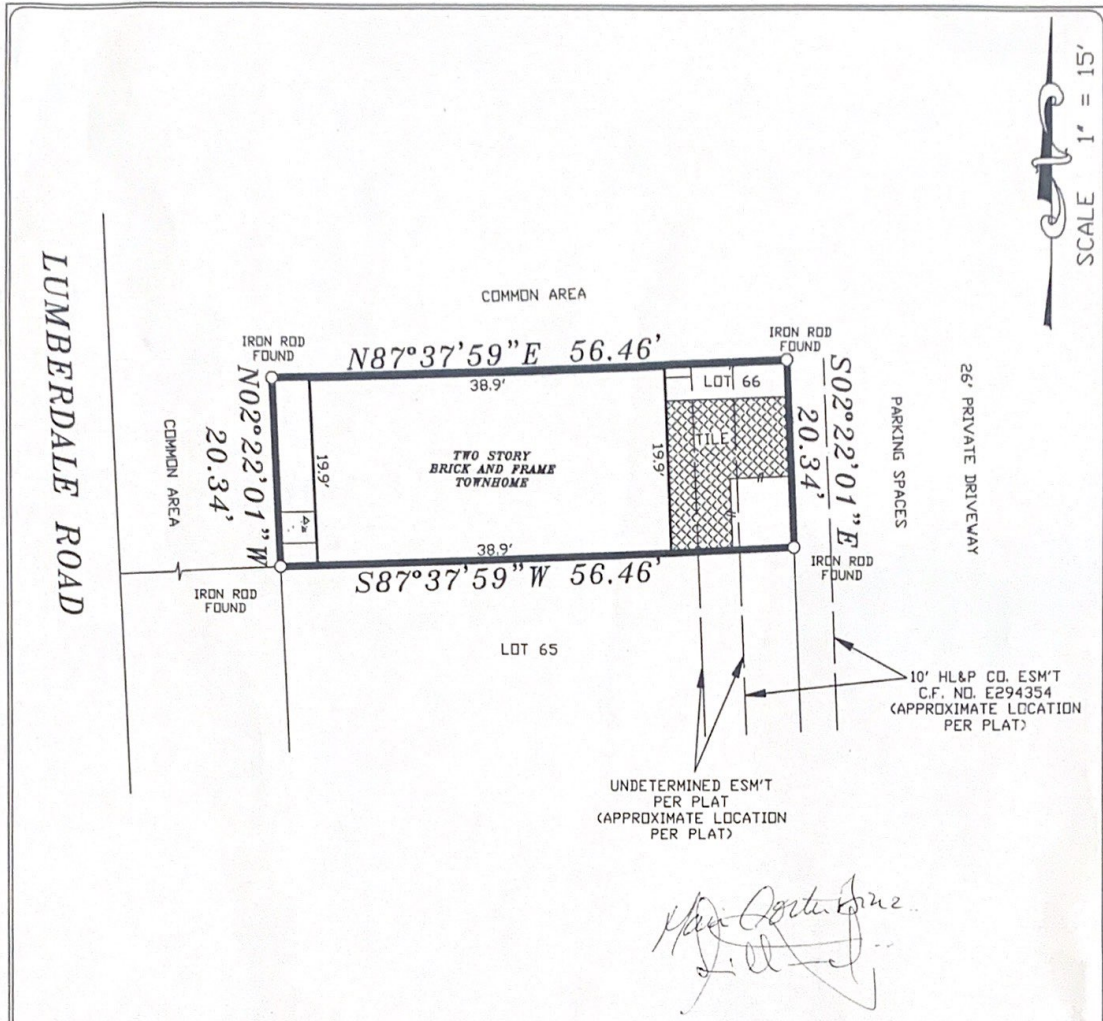 SCALE 1" = 15'
LUMBERDALE ROAD
COMMON AREA
IRON ROD
FOUND
N87°37'59"E 56.46'
38.9'
IRON ROD
FOUND
LOT 66
TILE
TWO STORY
BRICK AND FRAME
TOWNHOME
19.9'
19.9'
N02°22'01"W
20.34'
COMMON AREA
S02°22'01"E
20.34'
PARKING SPACES
26' PRIVATE DRIVEWAY
38.9'
S87°37'59"W 56.46'
IRON ROD
FOUND
IRON ROD
FOUND
LOT 65
10' HL&P CO. ESM'T
C.F. NO. E294354
(APPROXIMATE LOCATION
PER PLAT)
UNDETERMINED ESM'T
PER PLAT
(APPROXIMATE LOCATION
PER PLAT)